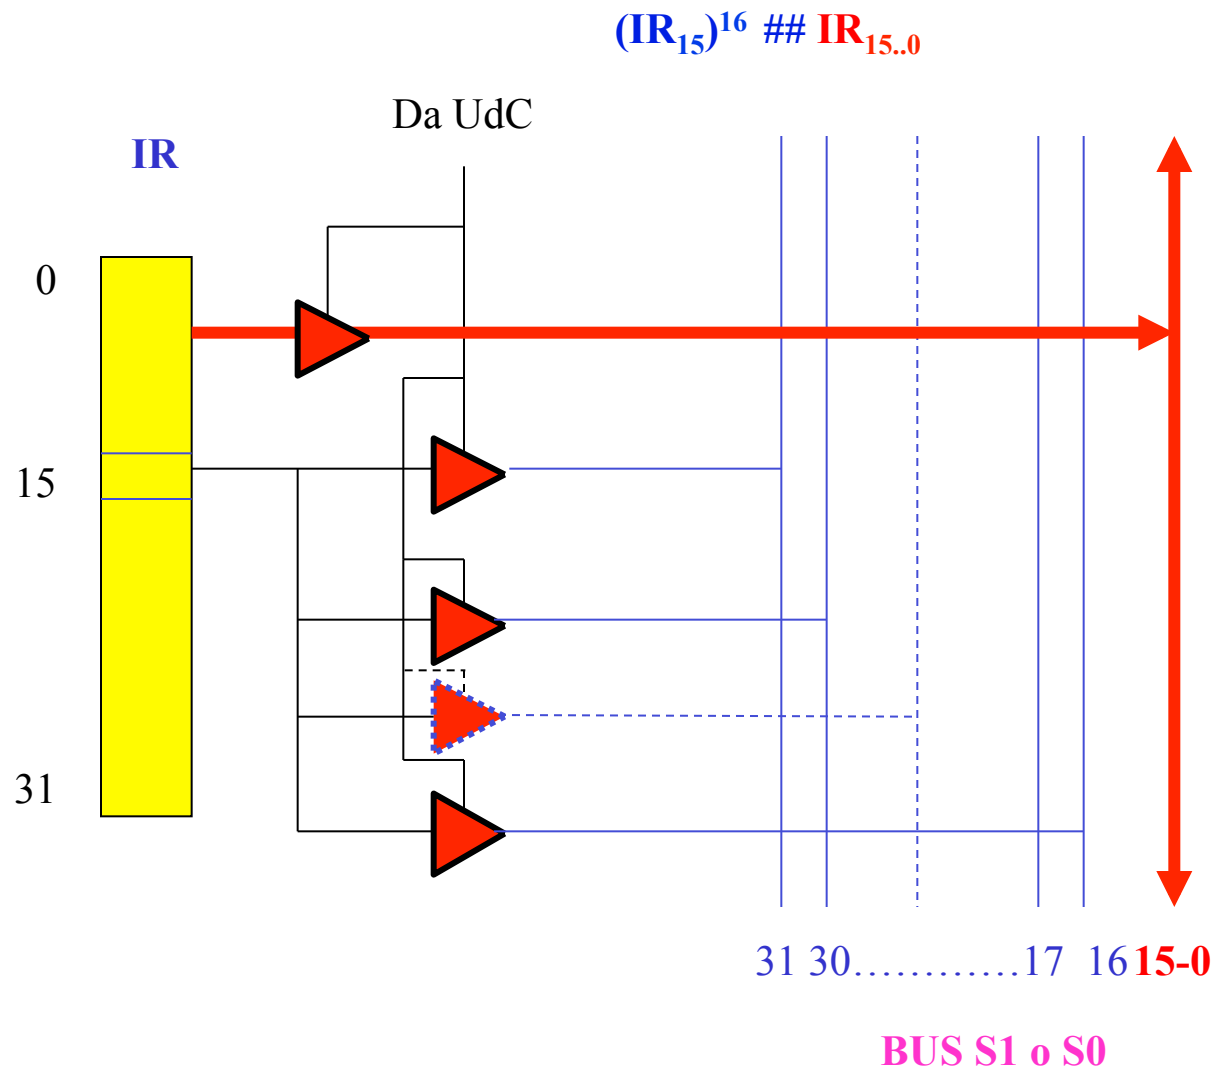 (IR15)16 ## IR15..0
Da UdC
IR
0
15
31
31 30…………17 16 15-0
BUS S1 o S0